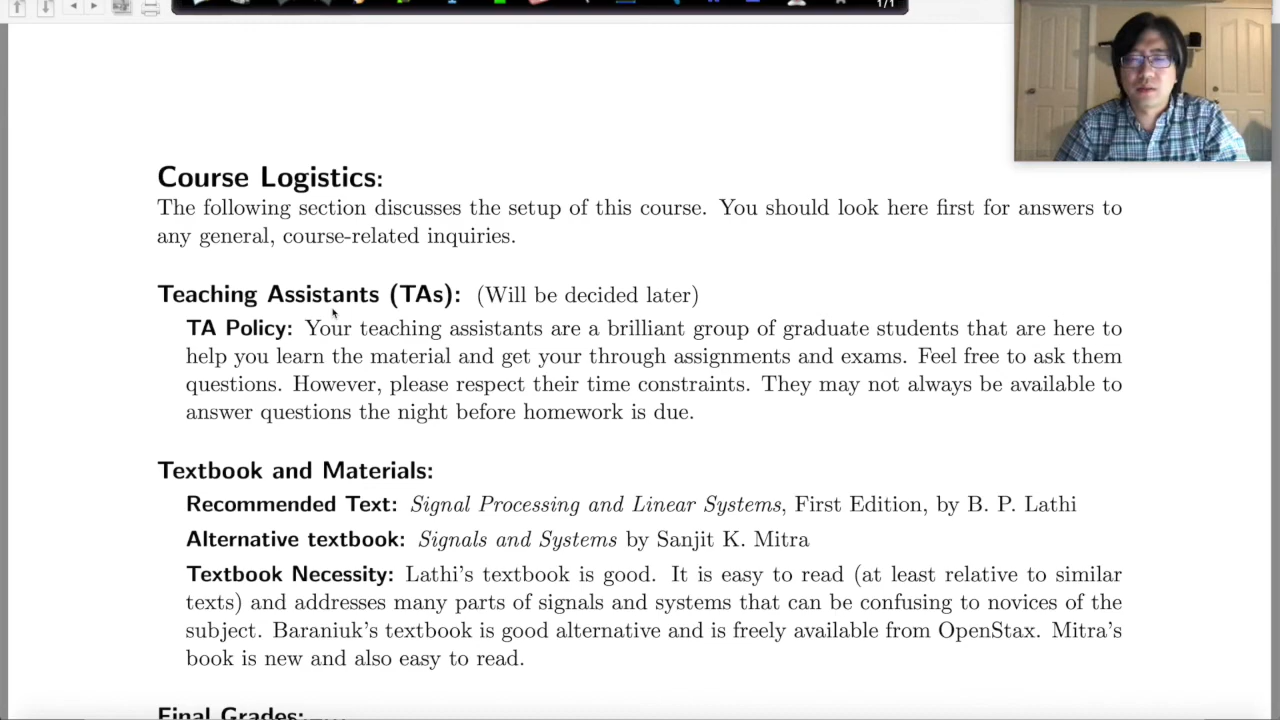 1/1
Course Logistics:
The following section discusses the setup of this course. You should look here first for answers to
any general, course-related inquiries.
Teaching Assistants (TAs): (Will be decided later)
TA Policy: Your teaching assistants are a brilliant group of graduate students that are here to
help you learn the material and get your through assignments and exams. Feel free to ask them
questions. However, please respect their time constraints. They may not always be available to
answer questions the night before homework is due.
Textbook and Materials:
Recommended Text: Signal Processing and Linear Systems, First Edition, by B. P. Lathi
Alternative textbook: Signals and Systems by Sanjit K. Mitra
Textbook Necessity: Lathi's textbook is good. It is easy to read (at least relative to similar
texts) and addresses many parts of signals and systems that can be confusing to novices of the
subject. Baraniuk's textbook is good alternative and is freely available from OpenStax. Mitra's
book is new and also easy to read.
Final Grades: